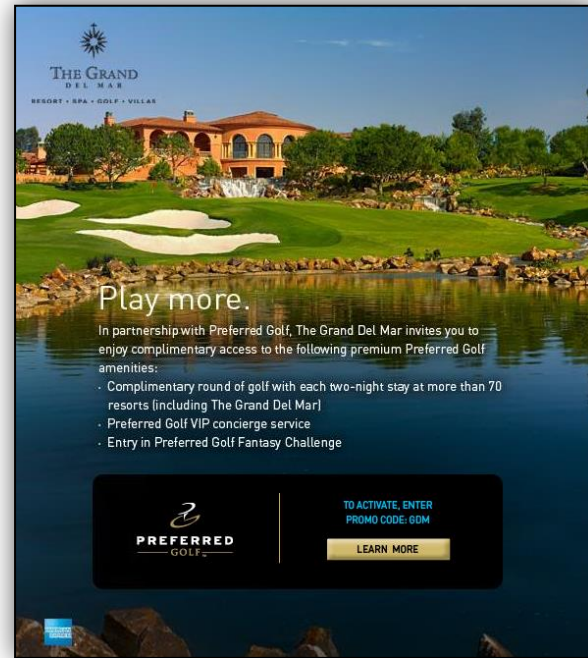 THE GRAND
DEL MAR
RESORT • SPA • GOLF • VILLAS
Play more.
In partnership with Preferred Golf, The Grand Del Mar invites you to
enjoy complimentary access to the following premium Preferred Golf
amenities:
· Complimentary round of golf with each two-night stay at more than 70
resorts (including The Grand Del Mar)
· Preferred Golf VIP concierge service
· Entry in Preferred Golf Fantasy Challenge
TO ACTIVATE, ENTER
PROMO CODE: GDM
PREFERRED
GOLF
LEARN MORE
AMERICAN
EXPRESS